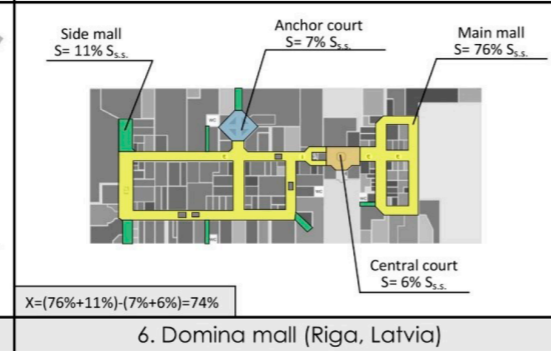 Side mall
S= 11% Sₛ.ₛ.
Anchor court
S= 7% Sₛ.ₛ.
Main mall
S= 76% Sₛ.ₛ.
Central court
S= 6% Sₛ.ₛ.
X=(76%+11%)-(7%+6%)=74%
6. Domina mall (Riga, Latvia)